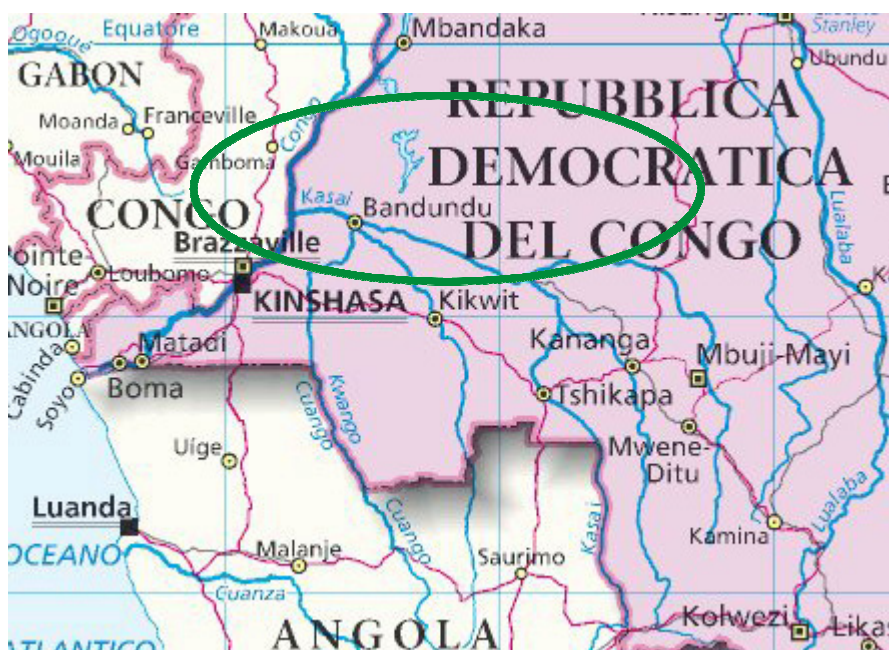 Ogooué
Equatore
Makoua
Mbandaka
Stanley
Ubundu
GABON
Moanda
Franceville
Congo
REPUBBLICA
Mouila
Gamboma
DEMOCRATICA
Kasai
CONGO
Bandundu
Lualaba
DEL CONGO
Brazzaville
Pointe
Noire
Loubomo
KINSHASA
Kikwit
ANGOLA
Cabinda
Matadi
Kananga
Mbuji-Mayi
Soyo
Boma
Cuango
Kwango
Tshikapa
Uíge
Mwene-
Ditu
Luanda
Cuango
Kasai
Lualaba
Kamina
OCEANO
Malanje
Saurimo
Cuanza
Kolwezi
Likas
ANGOLA
ATLANTICO